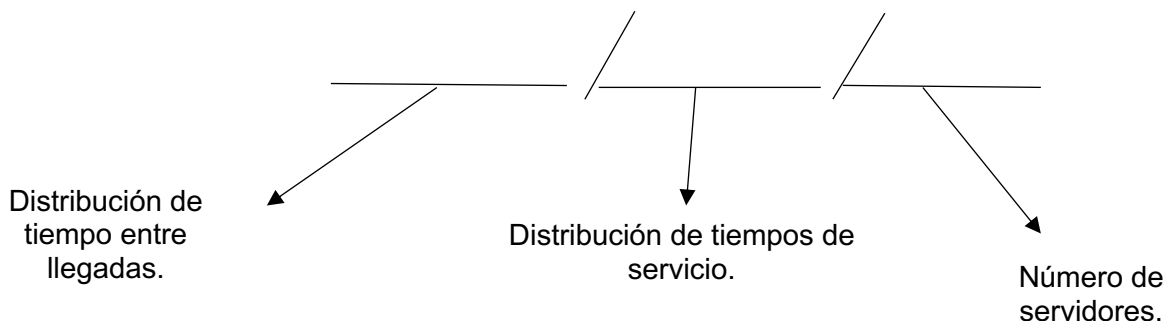 Distribución de
tiempo entre
llegadas.
Distribución de tiempos de
servicio.
Número de
servidores.